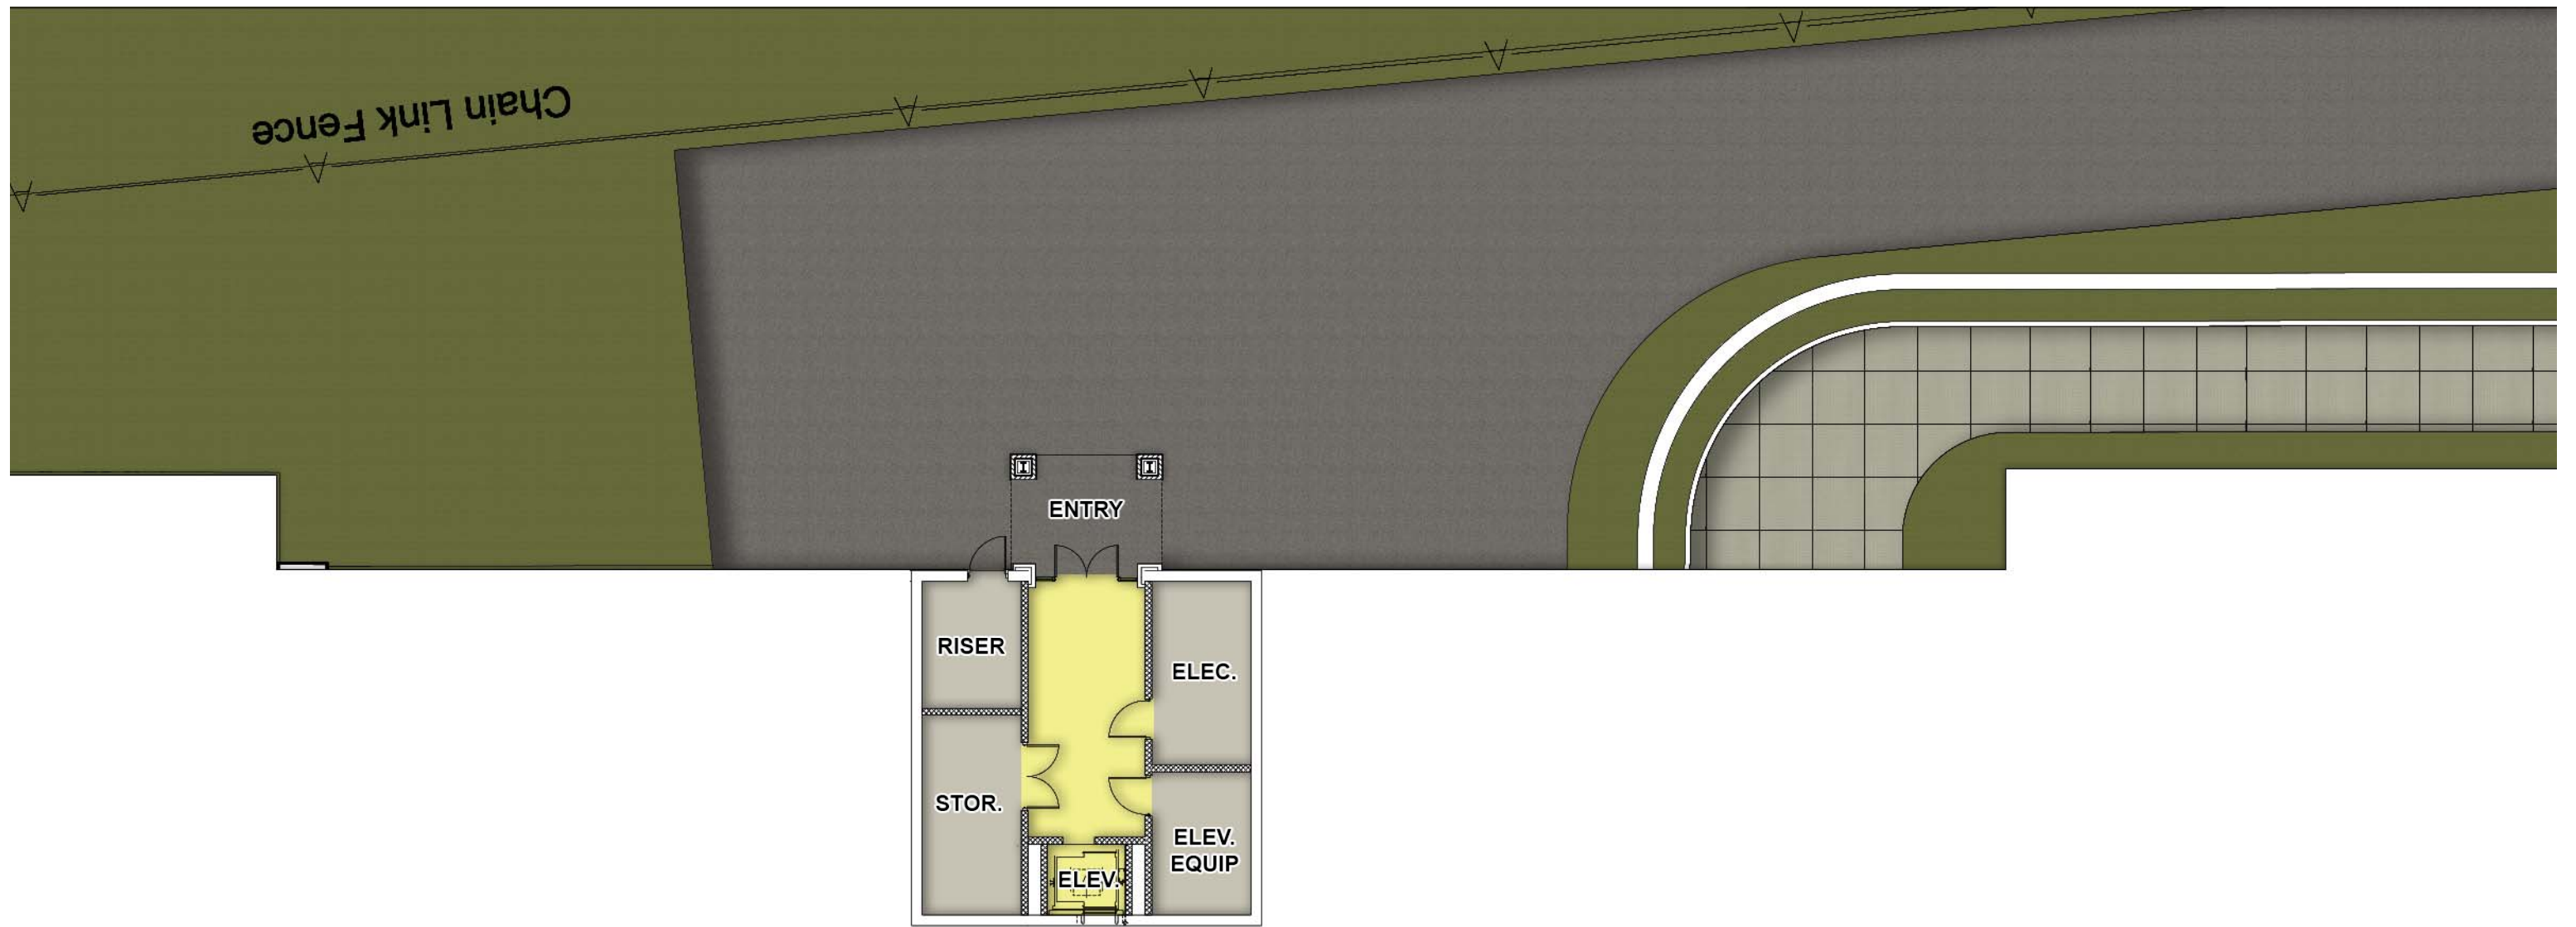 Chain Link Fence
ENTRY
RISER
ELEC.
STOR.
ELEV.
EQUIP
ELEV.